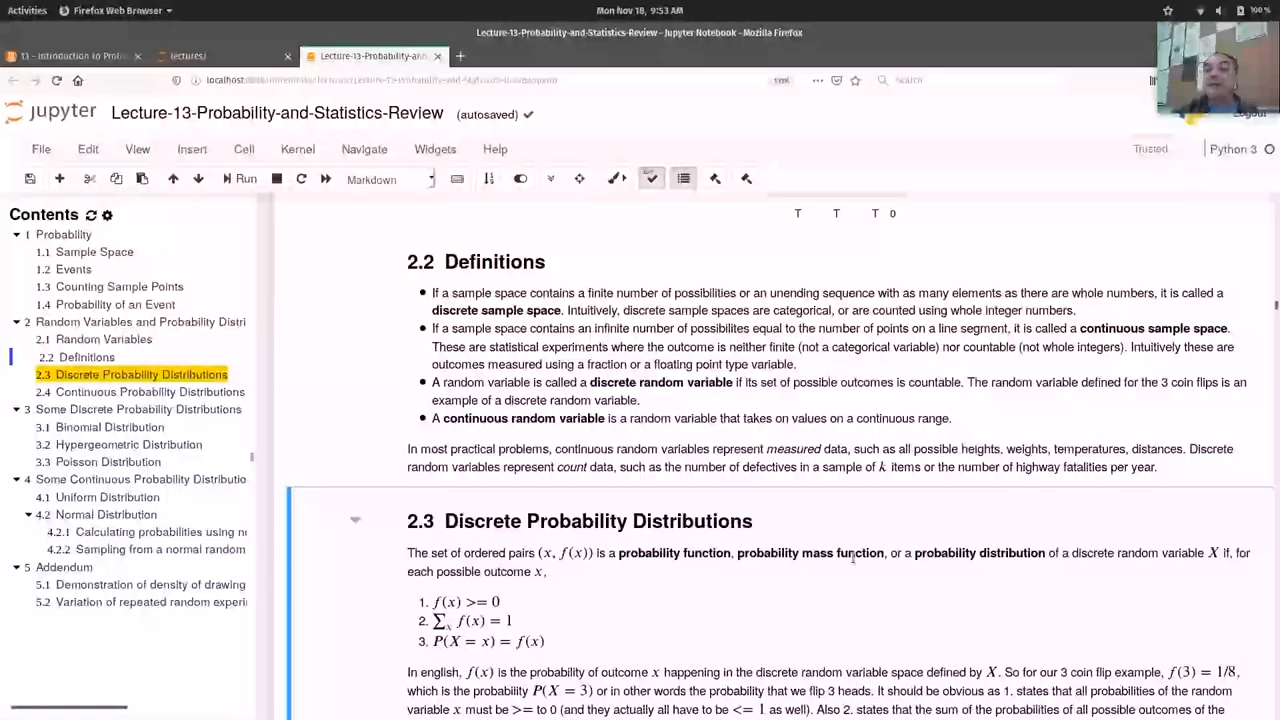 Activities Firefox Web Browser Mon Nov 18, 9:53 AM 100 %
Lecture-13-Probability-and-Statistics-Review - Jupyter Notebook - Mozilla Firefox
13 - Introduction to Prob lectures/ Lecture-13-Probability-an
Search
jupyter Lecture-13-Probability-and-Statistics-Review (autosaved) Logout
File Edit View Insert Cell Kernel Navigate Widgets Help Trusted Python 3
Run Markdown
Contents
1 Probability
1.1 Sample Space
1.2 Events
1.3 Counting Sample Points
1.4 Probability of an Event
2 Random Variables and Probability Distri
2.1 Random Variables
2.2 Definitions
2.3 Discrete Probability Distributions
2.4 Continuous Probability Distributions
3 Some Discrete Probability Distributions
3.1 Binomial Distribution
3.2 Hypergeometric Distribution
3.3 Poisson Distribution
4 Some Continuous Probability Distributio
4.1 Uniform Distribution
4.2 Normal Distribution
4.2.1 Calculating probabilities using no
4.2.2 Sampling from a normal random
5 Addendum
5.1 Demonstration of density of drawing
5.2 Variation of repeated random experi
T T T 0
2.2 Definitions
• If a sample space contains a finite number of possibilities or an unending sequence with as many elements as there are whole numbers, it is called a
discrete sample space. Intuitively, discrete sample spaces are categorical, or are counted using whole integer numbers.
• If a sample space contains an infinite number of possibilites equal to the number of points on a line segment, it is called a continuous sample space.
These are statistical experiments where the outcome is neither finite (not a categorical variable) nor countable (not whole integers). Intuitively these are
outcomes measured using a fraction or a floating point type variable.
• A random variable is called a discrete random variable if its set of possible outcomes is countable. The random variable defined for the 3 coin flips is an
example of a discrete random variable.
• A continuous random variable is a random variable that takes on values on a continuous range.
In most practical problems, continuous random variables represent measured data, such as all possible heights, weights, temperatures, distances. Discrete
random variables represent count data, such as the number of defectives in a sample of k items or the number of highway fatalities per year.
2.3 Discrete Probability Distributions
The set of ordered pairs (x, f(x)) is a probability function, probability mass function, or a probability distribution of a discrete random variable X if, for
each possible outcome x,
1. f(x) >= 0
2. ∑x f(x) = 1
3. P(X = x) = f(x)
In english, f(x) is the probability of outcome x happening in the discrete random variable space defined by X. So for our 3 coin flip example, f(3) = 1/8,
which is the probability P(X = 3) or in other words the probability that we flip 3 heads. It should be obvious as 1. states that all probabilities of the random
variable x must be >= to 0 (and they actually all have to be <= 1 as well). Also 2. states that the sum of the probabilities of all possible outcomes of the